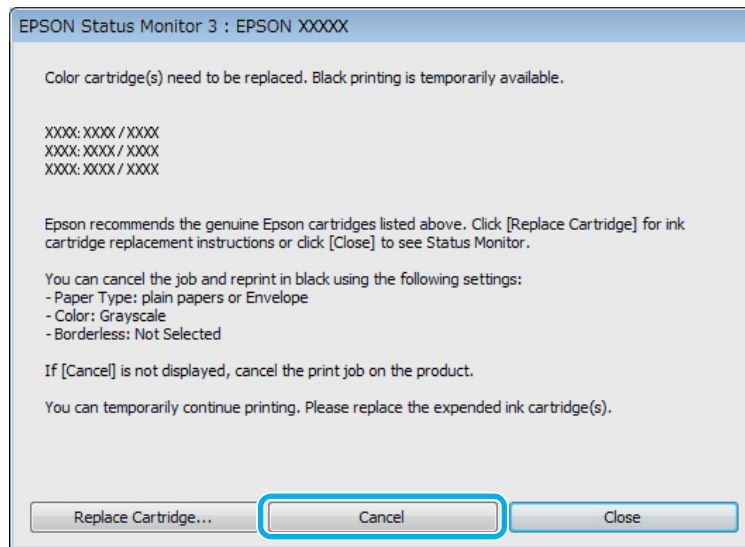 EPSON Status Monitor 3 : EPSON XXXXX
Color cartridge(s) need to be replaced. Black printing is temporarily available.
XXXX: XXXX / XXXX
XXXX: XXXX / XXXX
XXXX: XXXX / XXXX
Epson recommends the genuine Epson cartridges listed above. Click [Replace Cartridge] for ink
cartridge replacement instructions or click [Close] to see Status Monitor.
You can cancel the job and reprint in black using the following settings:
- Paper Type: plain papers or Envelope
- Color: Grayscale
- Borderless: Not Selected
If [Cancel] is not displayed, cancel the print job on the product.
You can temporarily continue printing. Please replace the expended ink cartridge(s).
Replace Cartridge... Cancel Close